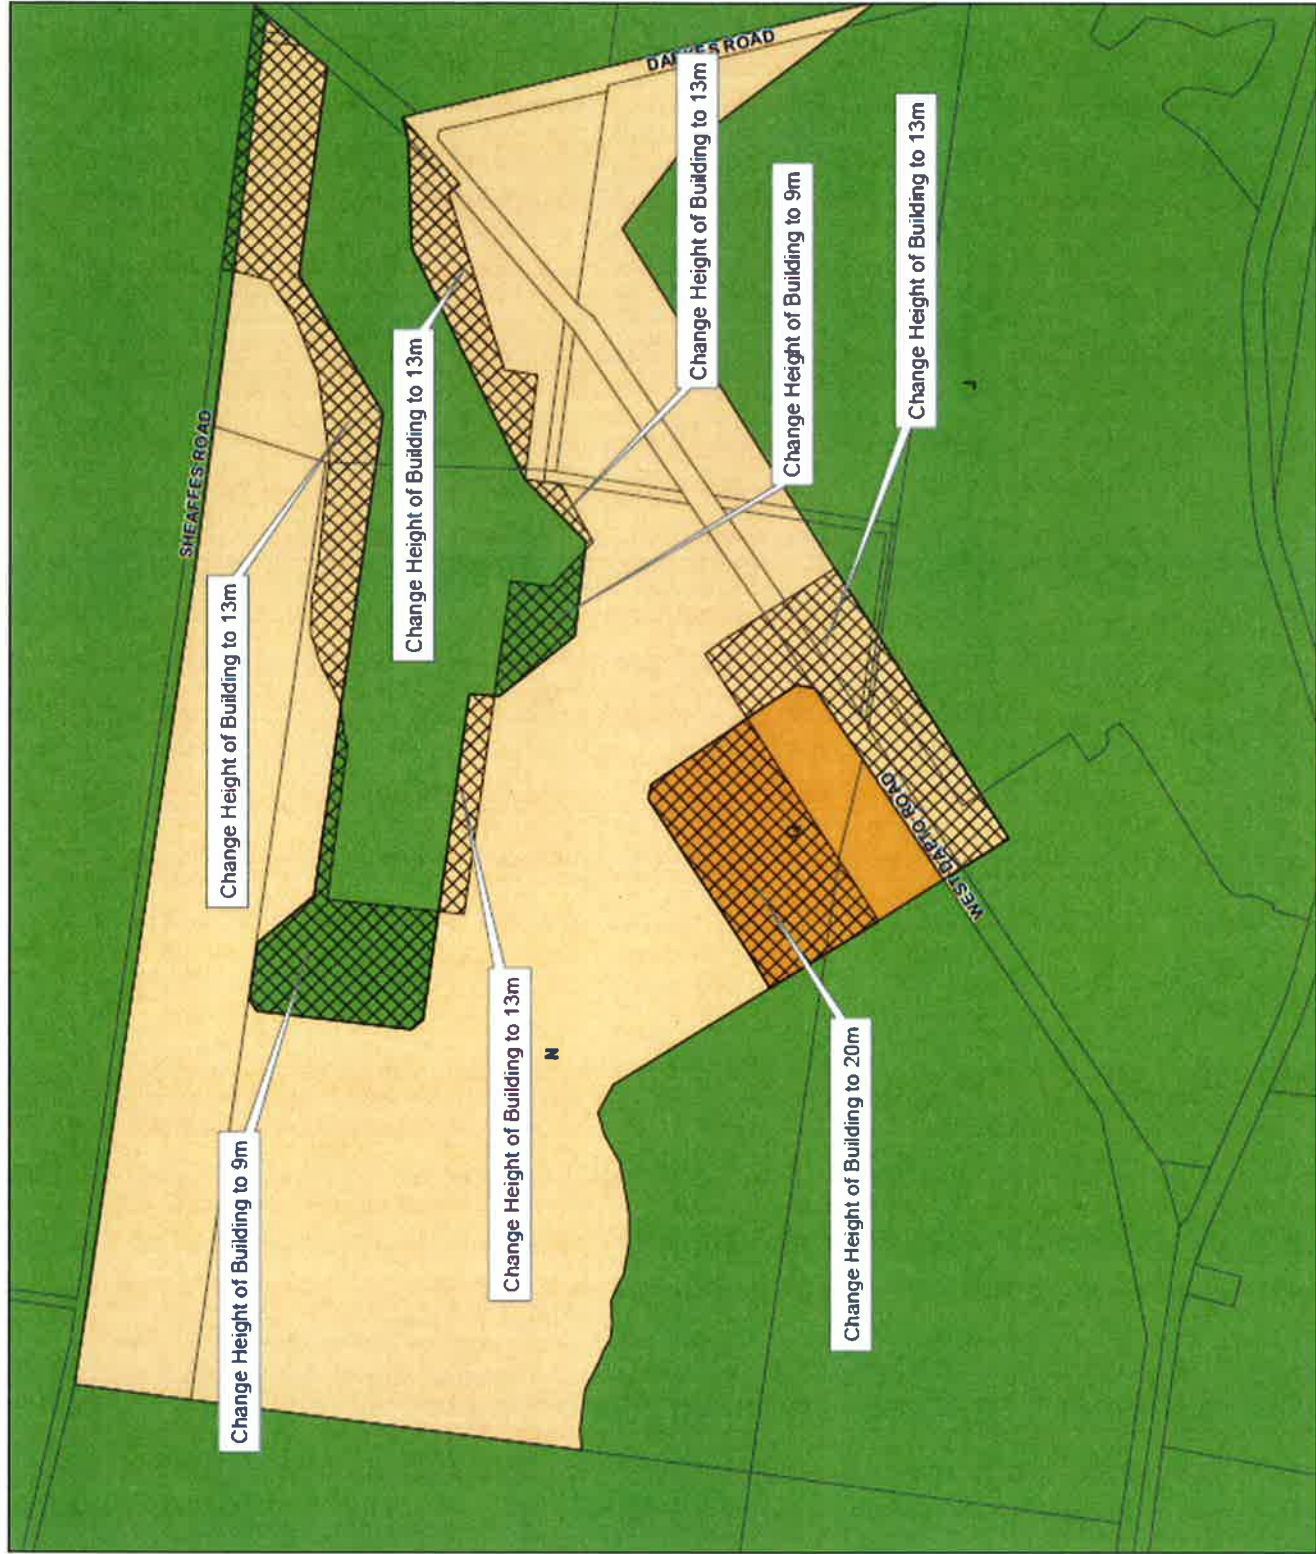 SHEAFFES ROAD
Change Height of Building to 9m
Change Height of Building to 13m
Change Height of Building to 13m
Change Height of Building to 13m
N
DARKES ROAD
Change Height of Building to 13m
Change Height of Building to 9m
Change Height of Building to 20m
Change Height of Building to 13m
WEST DAPTO ROAD
J